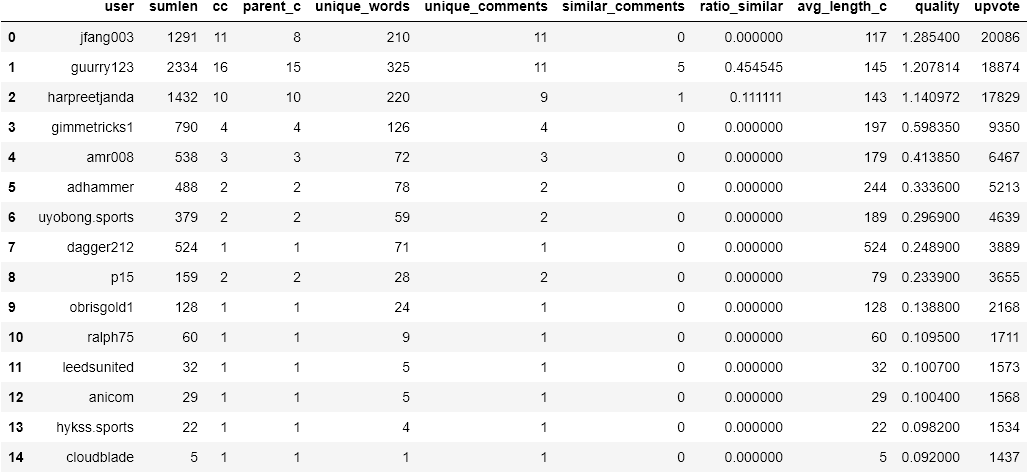 user sumlen cc parent_c unique_words unique_comments similar_comments ratio_similar avg_length_c quality upvote
0 jfang003 1291 11 8 210 11 0 0.000000 117 1.285400 20086
1 guurry123 2334 16 15 325 11 5 0.454545 145 1.207814 18874
2 harpreetjanda 1432 10 10 220 9 1 0.111111 143 1.140972 17829
3 gimmetricks1 790 4 4 126 4 0 0.000000 197 0.598350 9350
4 amr008 538 3 3 72 3 0 0.000000 179 0.413850 6467
5 adhammer 488 2 2 78 2 0 0.000000 244 0.333600 5213
6 uyobong.sports 379 2 2 59 2 0 0.000000 189 0.296900 4639
7 dagger212 524 1 1 71 1 0 0.000000 524 0.248900 3889
8 p15 159 2 2 28 2 0 0.000000 79 0.233900 3655
9 obrisgold1 128 1 1 24 1 0 0.000000 128 0.138800 2168
10 ralph75 60 1 1 9 1 0 0.000000 60 0.109500 1711
11 leedsunited 32 1 1 5 1 0 0.000000 32 0.100700 1573
12 anicom 29 1 1 5 1 0 0.000000 29 0.100400 1568
13 hykss.sports 22 1 1 4 1 0 0.000000 22 0.098200 1534
14 cloudblade 5 1 1 1 1 0 0.000000 5 0.092000 1437